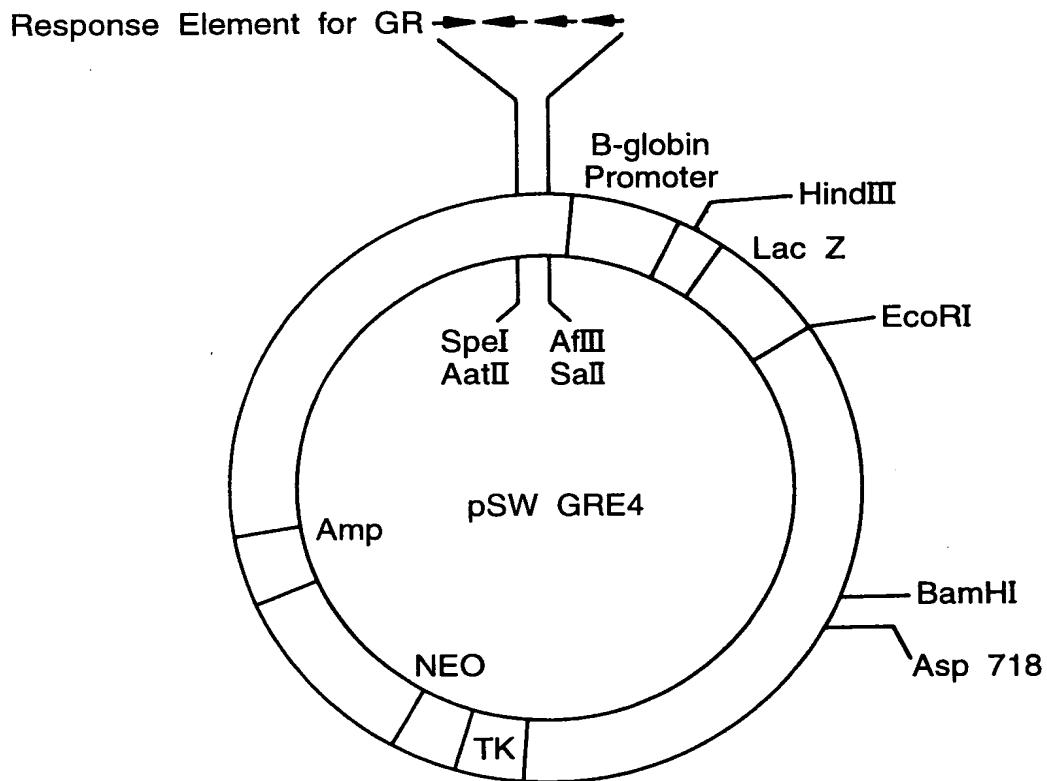 Response Element for GR
B-globin
Promoter
HindIII
Lac Z
EcoRI
SpeI
AflII
AatII
SalI
pSW GRE4
Amp
BamHI
Asp 718
NEO
TK